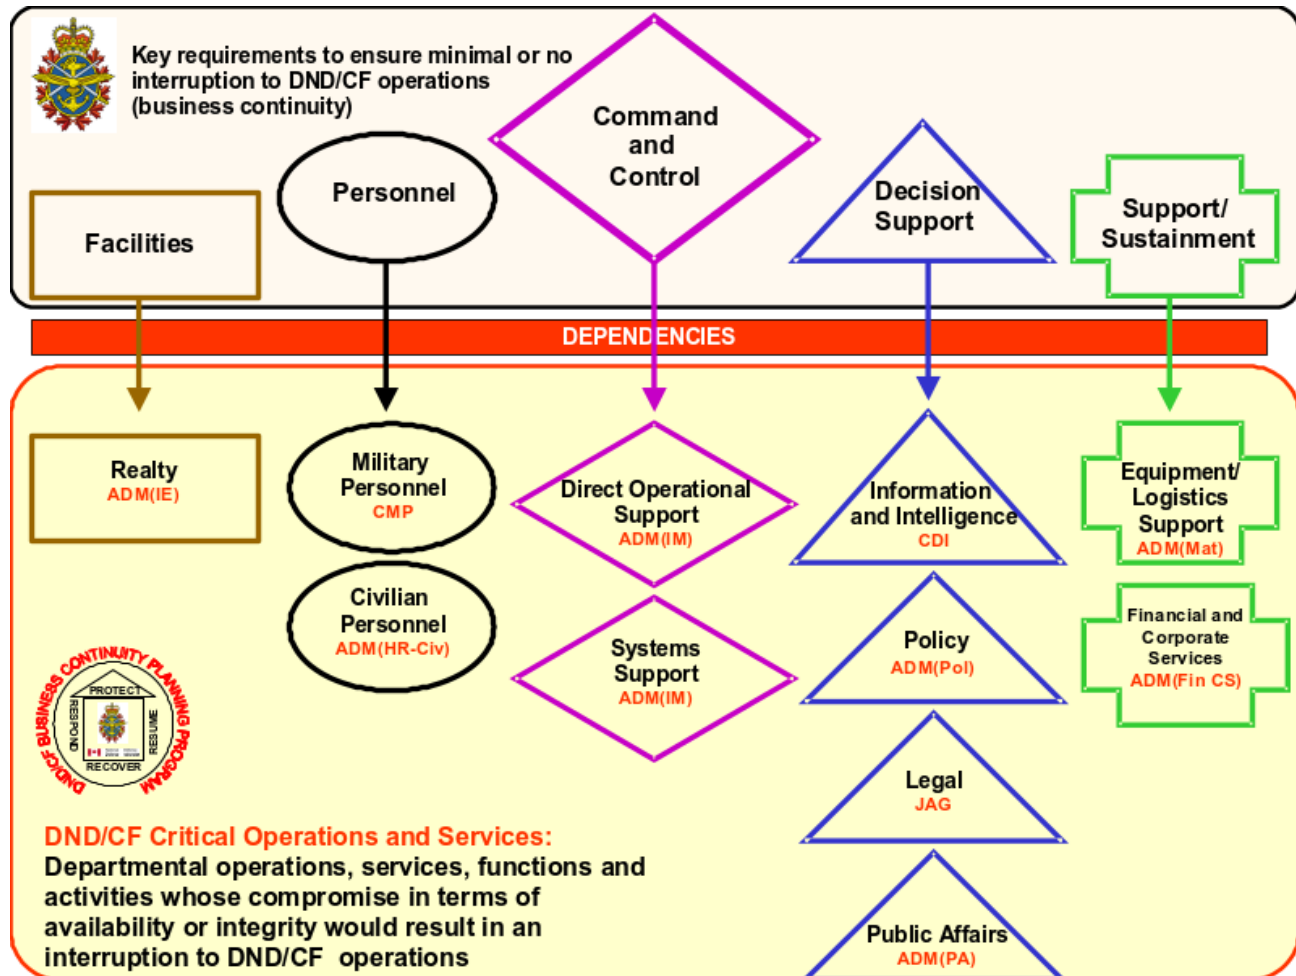 Key requirements to ensure minimal or no
interruption to DND/CF operations
(business continuity)
Facilities
Personnel
Command
and
Control
Decision
Support
Support/
Sustainment
DEPENDENCIES
Realty
ADM(IE)
Military
Personnel
CMP
Civilian
Personnel
ADM(HR-Civ)
Direct Operational
Support
ADM(IM)
Systems
Support
ADM(IM)
Information
and Intelligence
CDI
Policy
ADM(Pol)
Legal
JAG
Public Affairs
ADM(PA)
Equipment/
Logistics
Support
ADM(Mat)
Financial and
Corporate
Services
ADM(Fin CS)
DND/CF BUSINESS CONTINUITY PLANNING PROGRAM
PROTECT
RESPOND
RESUME
RECOVER
DND/CF Critical Operations and Services:
Departmental operations, services, functions and
activities whose compromise in terms of
availability or integrity would result in an
interruption to DND/CF operations